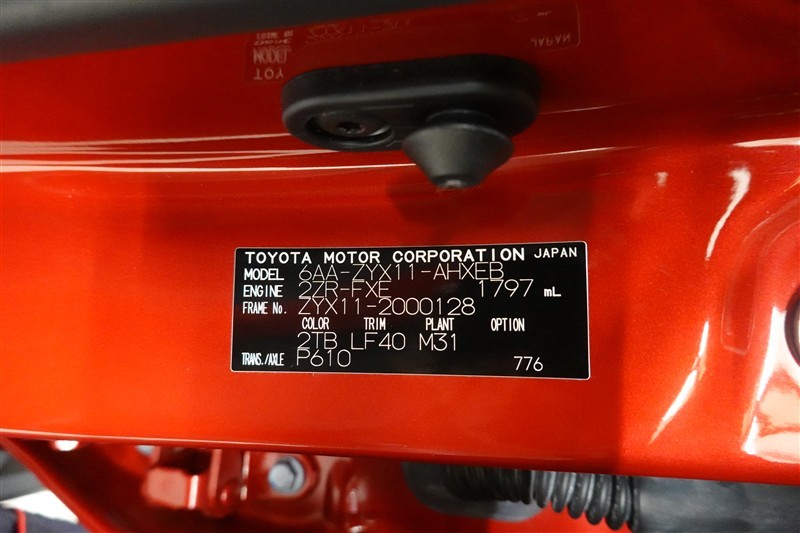 TOYOTA MOTOR CORPORATION JAPAN
MODEL 6AA-ZYX11-AHXEB
ENGINE 2ZR-FXE 1797 mL
FRAME No. ZYX11-2000128
COLOR TRIM PLANT OPTION
2TB LF40 M31
TRANS./AXLE P610 776